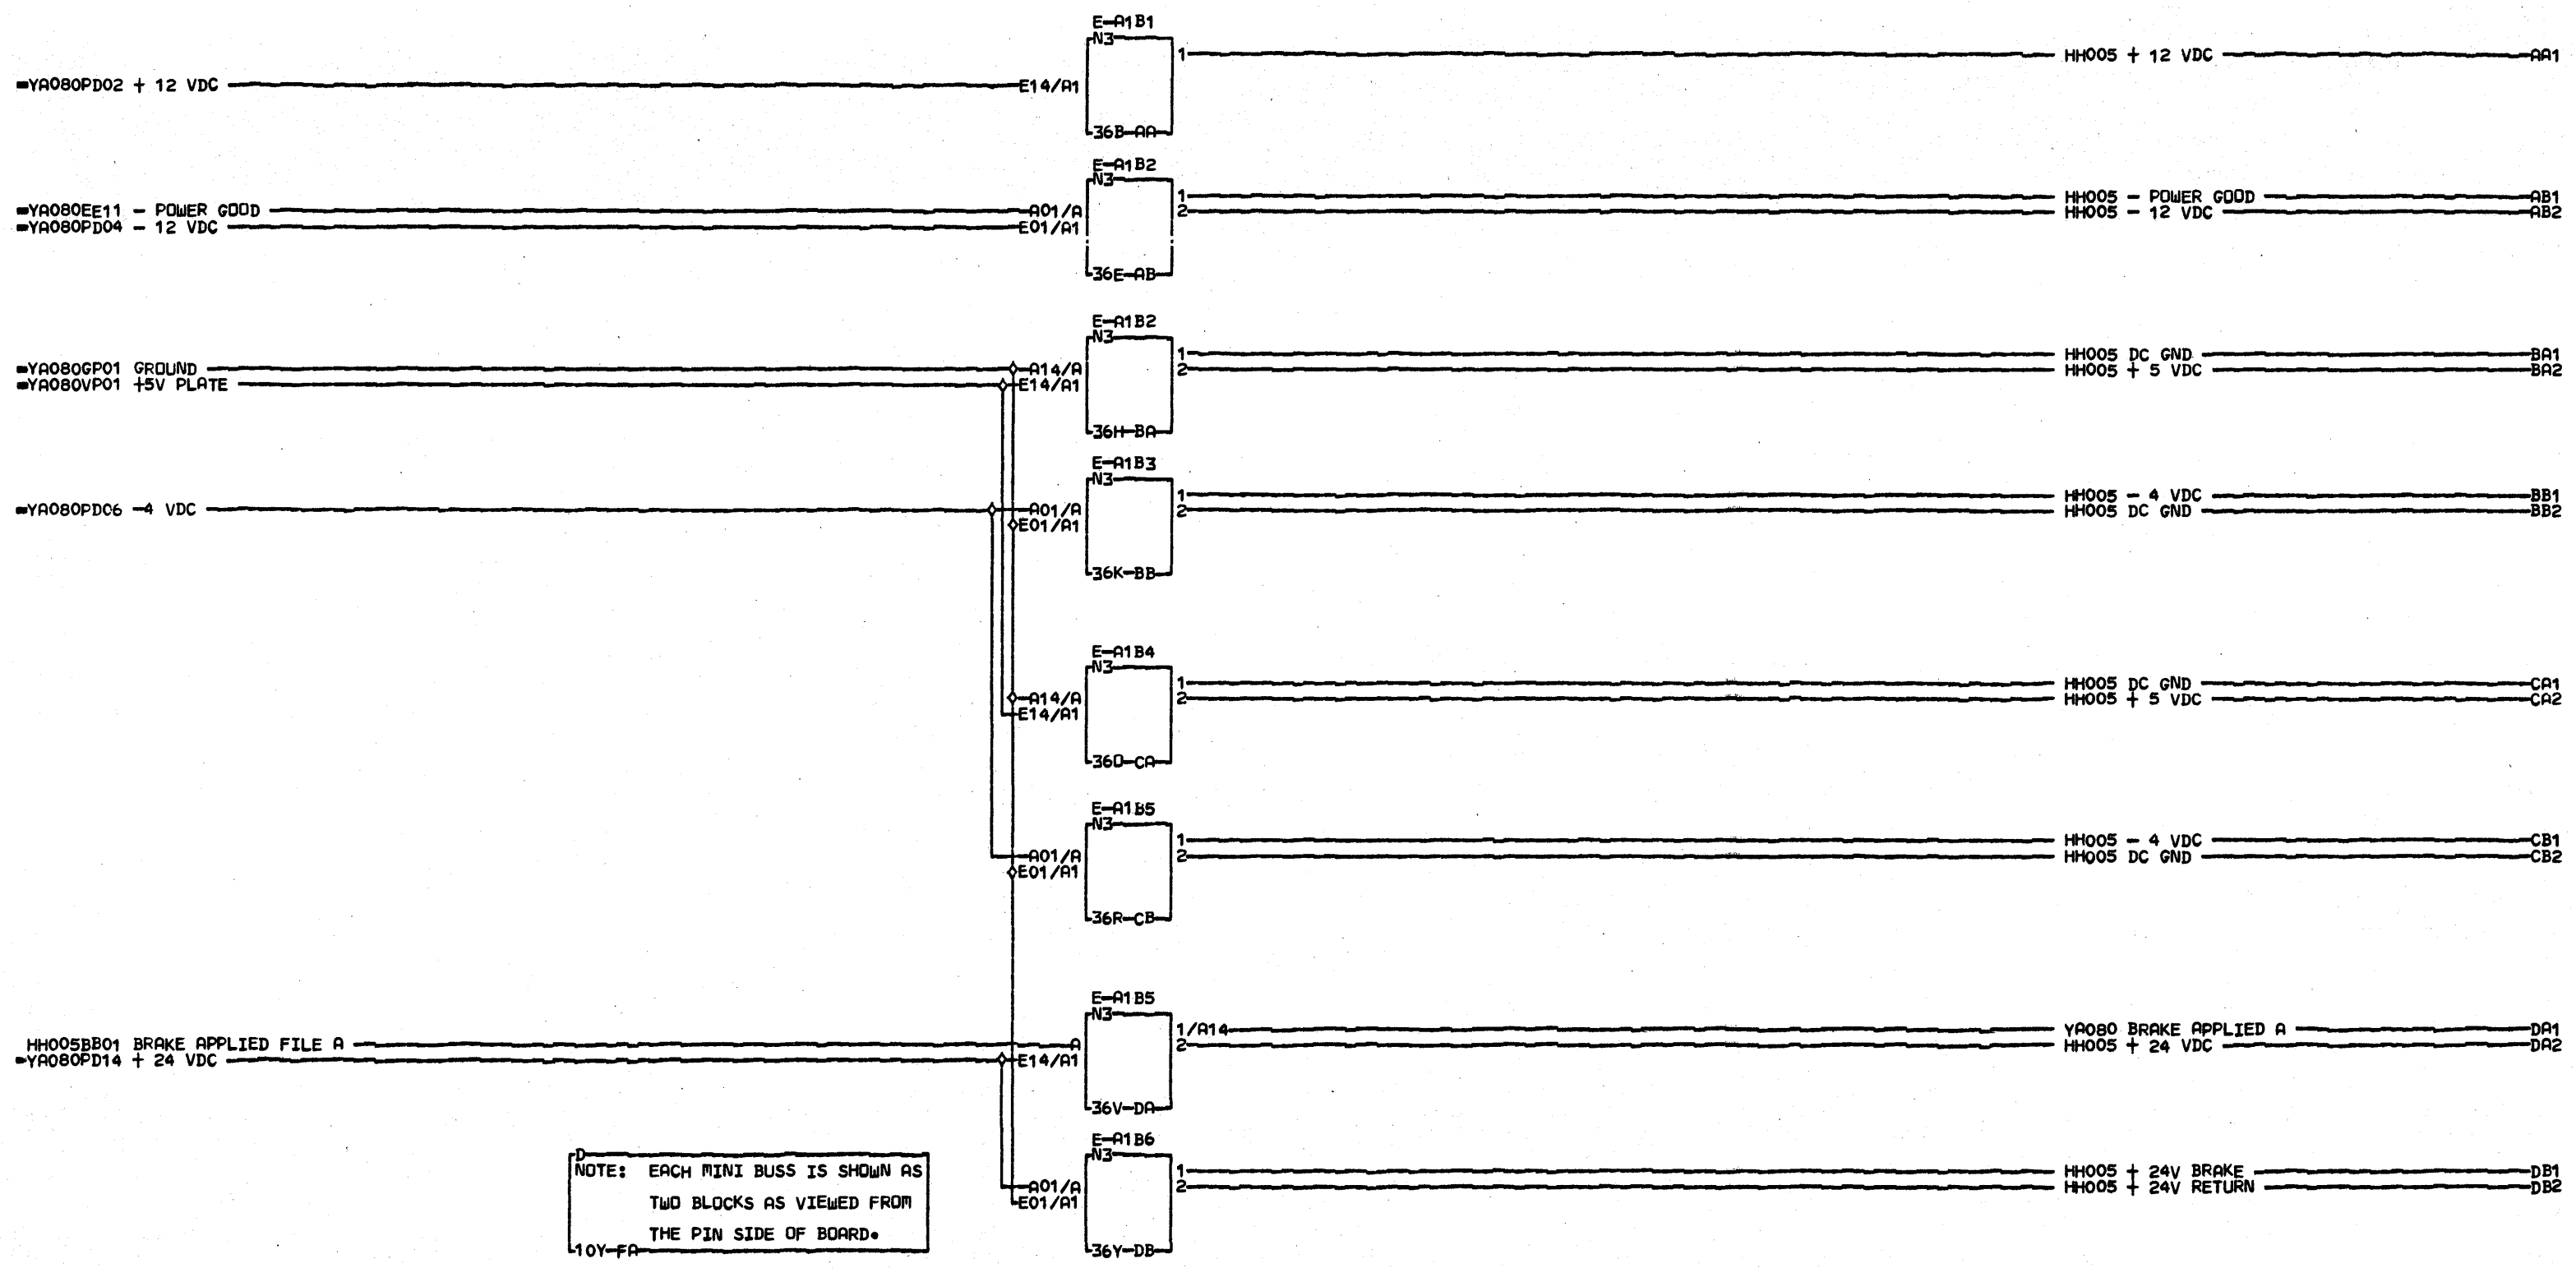 E-A1B1
N3
1 HH005 + 12 VDC AA1
YA080PD02 + 12 VDC E14/A1
36B-AA
E-A1B2
N3
1 HH005 - POWER GOOD AB1
YA080EE11 - POWER GOOD A01/A 2 HH005 - 12 VDC AB2
YA080PD04 - 12 VDC E01/A1
36E-AB
E-A1B2
N3
1 HH005 DC GND BA1
YA080GP01 GROUND A14/A 2 HH005 + 5 VDC BA2
YA080VP01 +5V PLATE E14/A1
36H-BA
E-A1B3
N3
1 HH005 - 4 VDC BB1
YA080PD06 -4 VDC A01/A 2 HH005 DC GND BB2
E01/A1
36K-BB
E-A1B4
N3
1 HH005 DC GND CA1
A14/A 2 HH005 + 5 VDC CA2
E14/A1
36O-CA
E-A1B5
N3
1 HH005 - 4 VDC CB1
A01/A 2 HH005 DC GND CB2
E01/A1
36R-CB
E-A1B5
N3
1/A14 YA080 BRAKE APPLIED A DA1
HH005BB01 BRAKE APPLIED FILE A A 2 HH005 + 24 VDC DA2
YA080PD14 + 24 VDC E14/A1
36V-DA
E-A1B6
N3
1 HH005 + 24V BRAKE DB1
A01/A 2 HH005 + 24V RETURN DB2
E01/A1
36Y-DB
D
NOTE: EACH MINI BUSS IS SHOWN AS
TWO BLOCKS AS VIEWED FROM
THE PIN SIDE OF BOARD.
10Y-FA